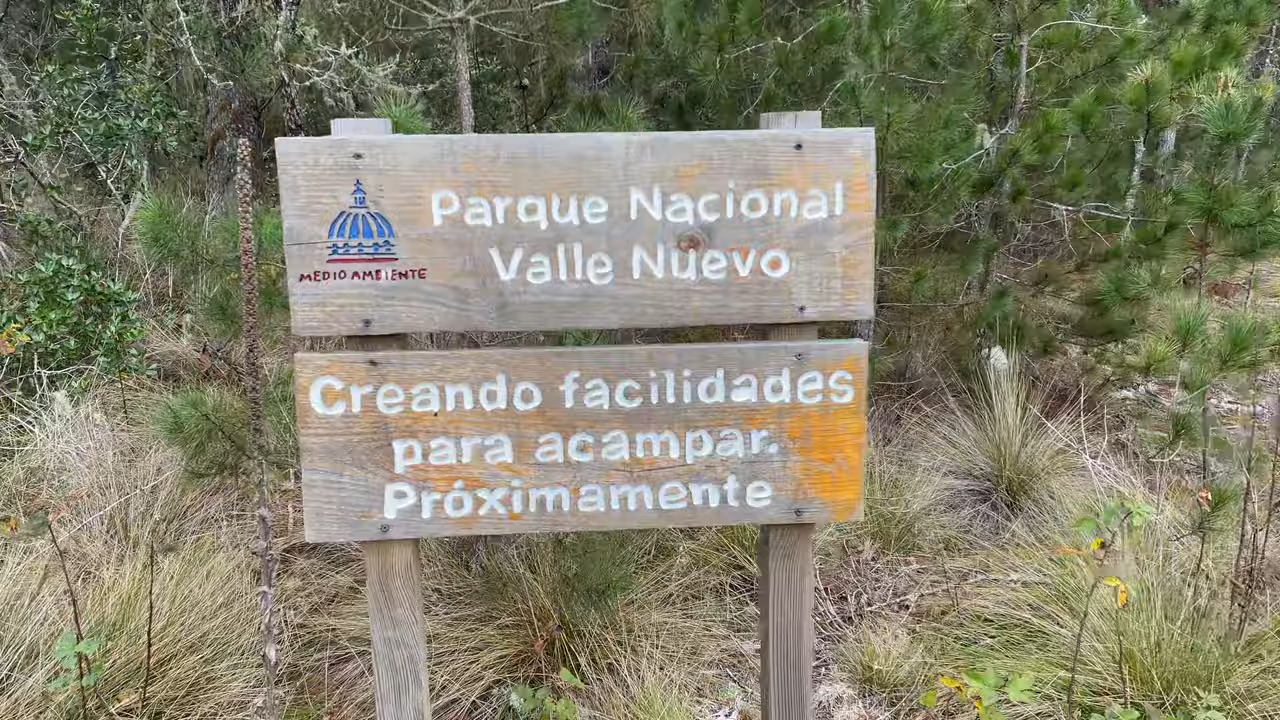 MEDIO AMBIENTE
Parque Nacional
Valle Nuevo
Creando facilidades
para acampar.
Próximamente